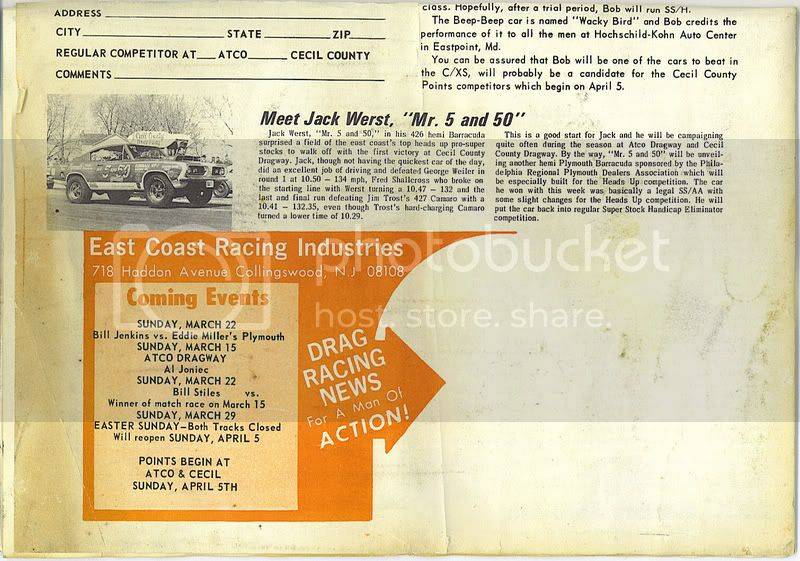 ADDRESS
CITY STATE ZIP
REGULAR COMPETITOR AT ATCO CECIL COUNTY
COMMENTS
class. Hopefully, after a trial period, Bob will run SS/H.
The Beep-Beep car is named "Wacky Bird" and Bob credits the
performance of it to all the men at Hochschild-Kohn Auto Center
in Eastpoint, Md.
You can be assured that Bob will be one of the cars to beat in
the C/XS, will probably be a candidate for the Cecil County
Points competitors which begin on April 5.
Meet Jack Werst, "Mr. 5 and 50"
Jack Werst, "Mr. 5 and 50," in his 426 hemi Barracuda
surprised a field of the east coast's top heads up pro-super
stocks to walk off with the first victory at Cecil County
Dragway. Jack, though not having the quickest car of the day,
did an excellent job of driving and defeated George Weiler in
round 1 at 10.50 — 134 mph, Fred Shallcross who broke on
the starting line with Werst turning a 10.47 — 132 and the
last and final run defeating Jim Trost's 427 Camaro with a
10.41 — 132.35, even though Trost's hard-charging Camaro
turned a lower time of 10.29.
This is a good start for Jack and he will be campaigning
quite often during the season at Atco Dragway and Cecil
County Dragway. By the way, "Mr. 5 and 50" will be unveil-
ing another hemi Plymouth Barracuda sponsored by the Phila-
delphia Regional Plymouth Dealers Association which will
be especially built for the Heads Up competition. The car
he won with this week was basically a legal SS/AA with
some slight changes for the Heads Up competition. He will
put the car back into regular Super Stock Handicap Eliminator
competition.
East Coast Racing Industries
718 Haddon Avenue Collingswood, N.J 08108
Coming Events
SUNDAY, MARCH 22
Bill Jenkins vs. Eddie Miller's Plymouth
SUNDAY, MARCH 15
ATCO DRAGWAY
Al Joniec
SUNDAY, MARCH 22
Bill Stiles vs.
Winner of match race on March 15
SUNDAY, MARCH 29
EASTER SUNDAY—Both Tracks Closed
Will reopen SUNDAY, APRIL 5
POINTS BEGIN AT
ATCO & CECIL
SUNDAY, APRIL 5TH
DRAG
RACING
NEWS
For A Man Of
ACTION!
photobucket
host. store. share.